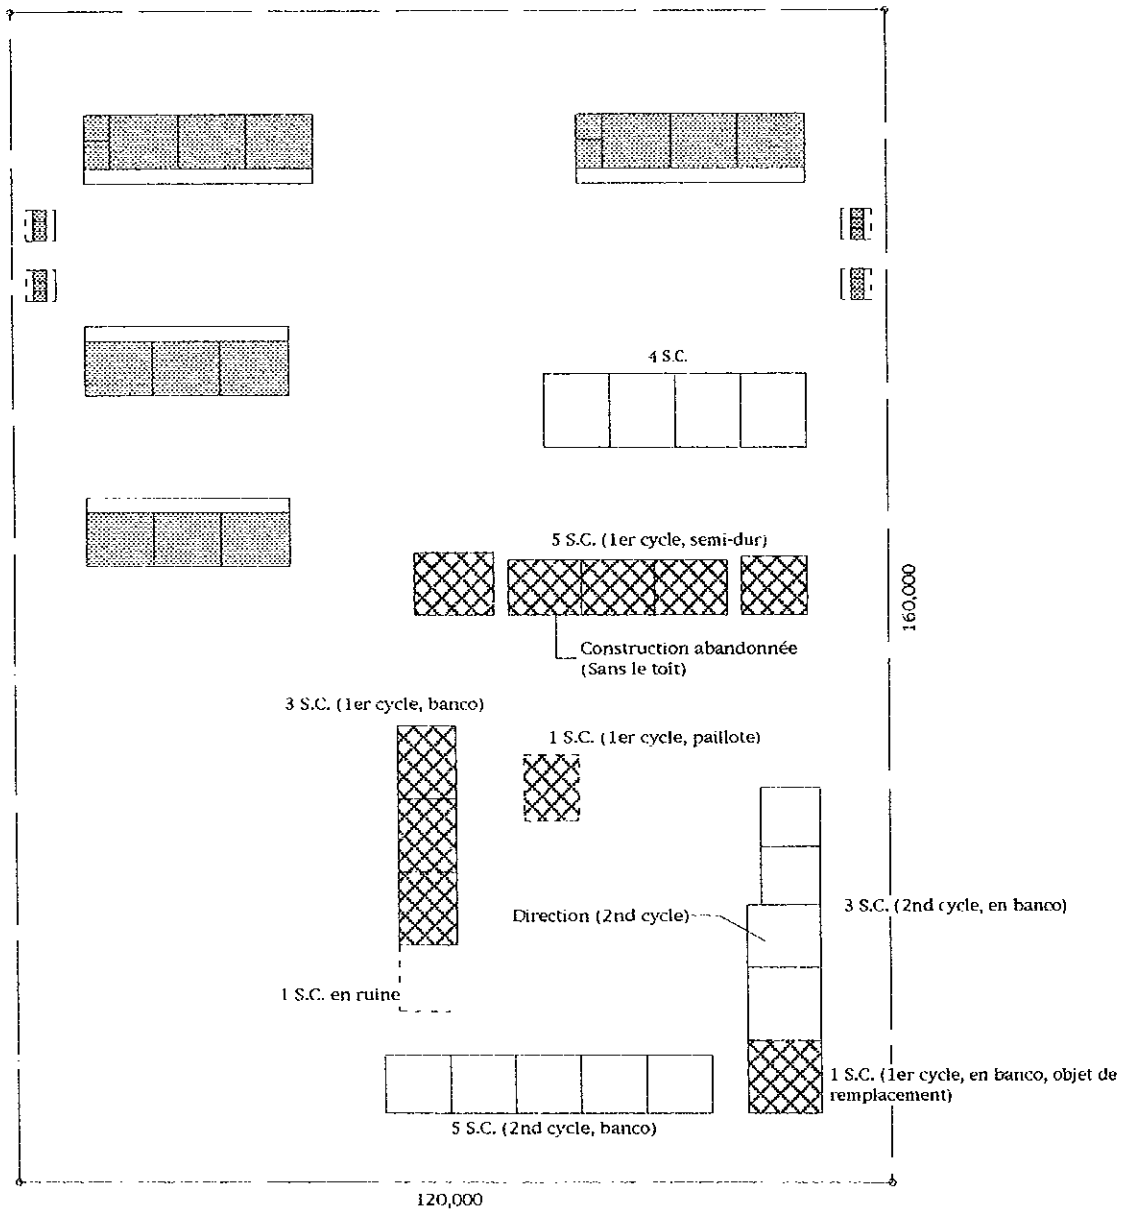 4 S.C.
5 S.C. (1er cycle, semi-dur)
160,000
Construction abandonnée
(Sans le toît)
3 S.C. (1er cycle, banco)
1 S.C. (1er cycle, paillote)
3 S.C. (2nd cycle, en banco)
Direction (2nd cycle)
1 S.C. en ruine
1 S.C. (1er cycle, en banco, objet de
remplacement)
5 S.C. (2nd cycle, banco)
120,000